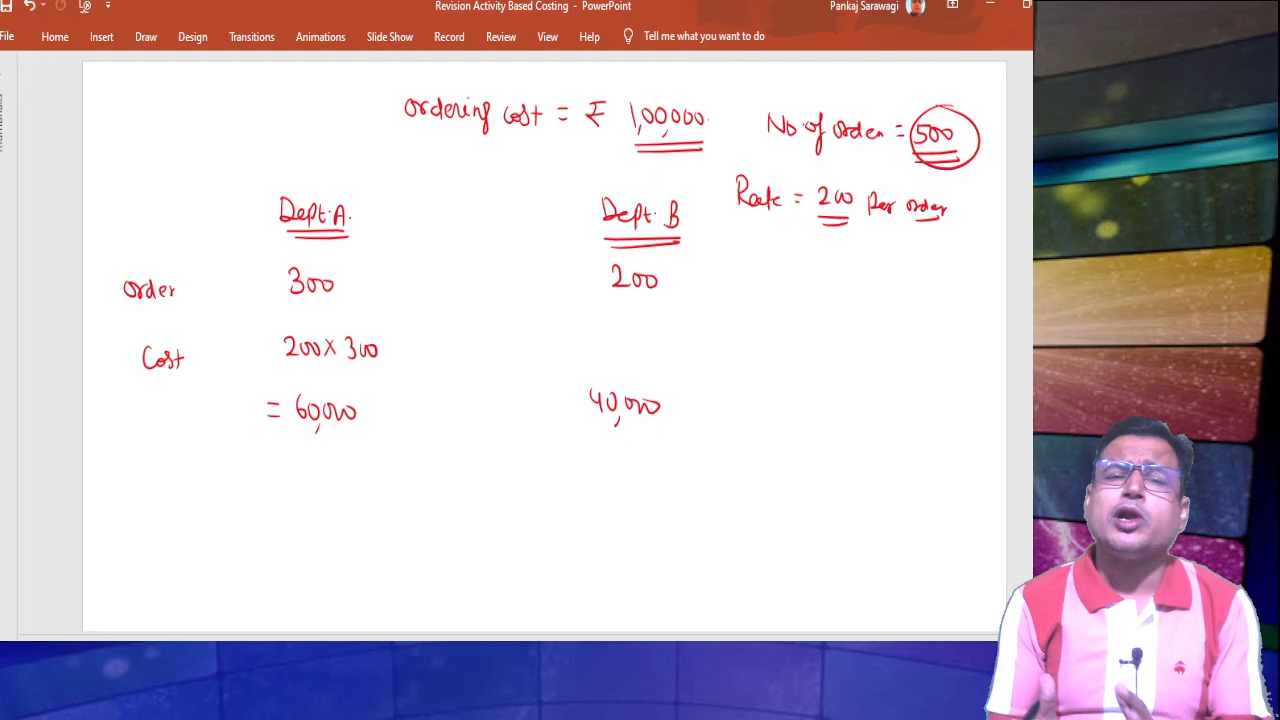 Revision Activity Based Costing - PowerPoint
Pankaj Sarawagi
File Home Insert Draw Design Transitions Animations Slide Show Record Review View Help Tell me what you want to do
ordering cost = ₹ 1,00,000
No. of order = 500
Rate = 200 per order
Dept. A. Dept. B
order 300 200
Cost 200 x 300
= 60,000 40,000